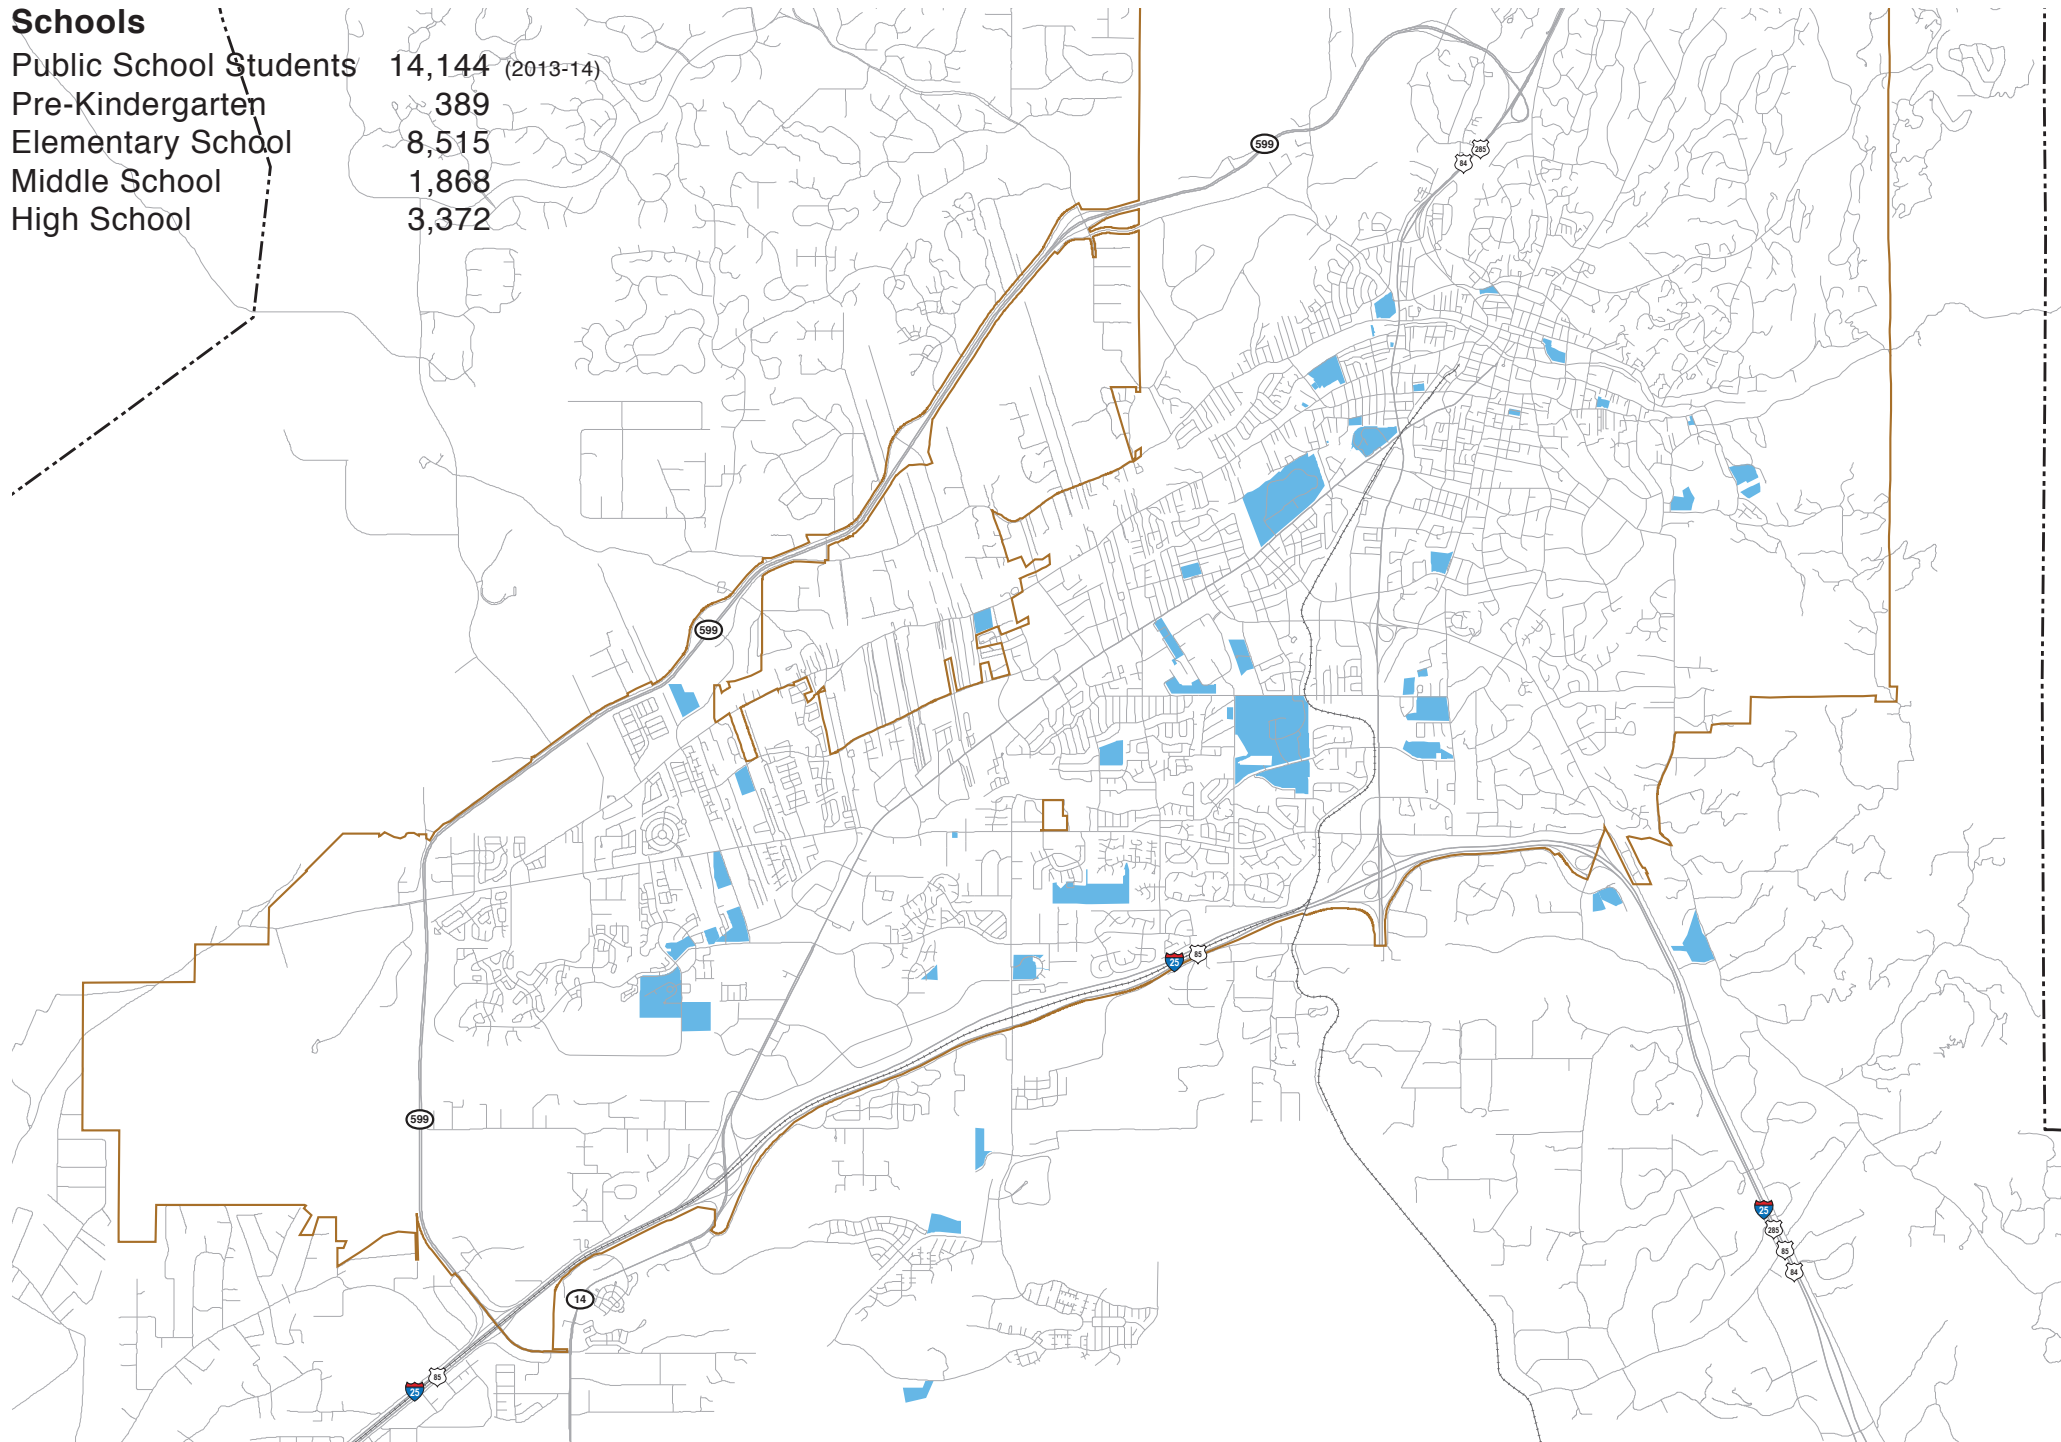 Schools
Public School Students 14,144 (2013-14)
Pre-Kindergarten 389
Elementary School 8,515
Middle School 1,868
High School 3,372
599
285
84
599
25
85
599
25
285
85
84
14
85
25